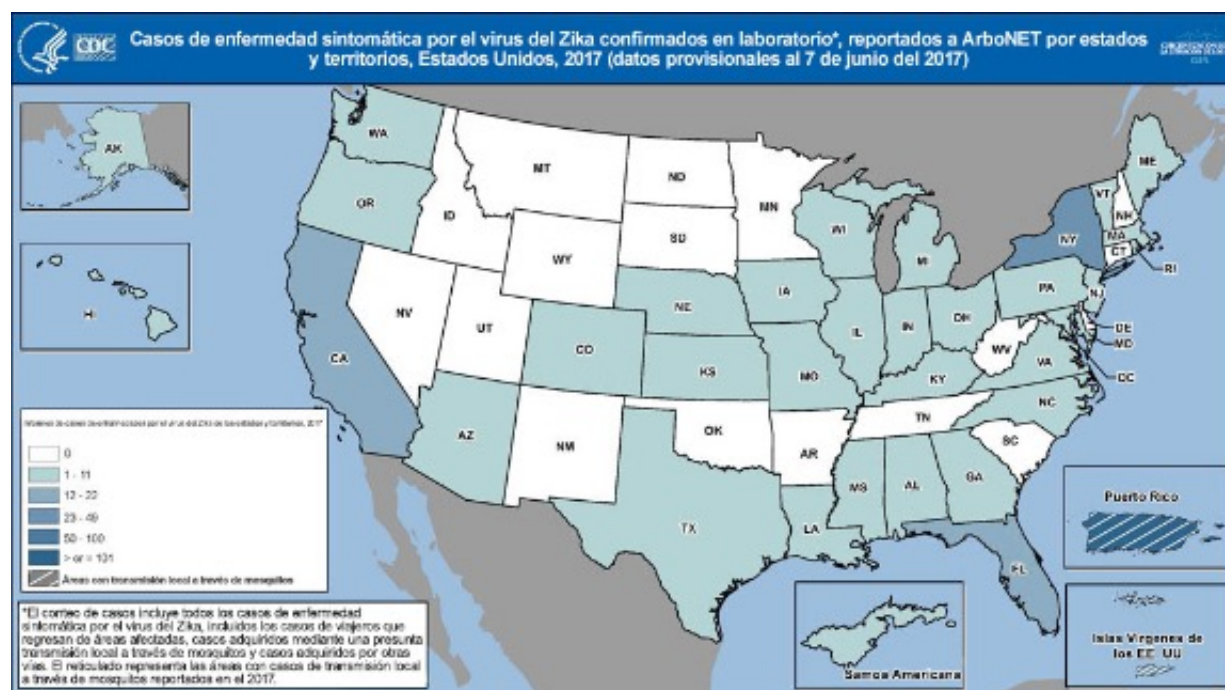 CDC
Casos de enfermedad sintomática por el virus del Zika confirmados en laboratorio*, reportados a ArboNET por estados
y territorios, Estados Unidos, 2017 (datos provisionales al 7 de junio del 2017)
AK
WA
MT
ND
MN
ME
VT
NH
OR
ID
SD
WI
NY
MA
CT
RI
WY
MI
HI
NV
UT
NE
IA
PA
NJ
CA
CO
IL
IN
OH
DE
MD
WV
DC
KS
MO
KY
VA
NC
AZ
NM
OK
AR
TN
SC
MS
AL
GA
TX
LA
FL
Puerto Rico
Samoa Americana
Islas Vírgenes de
los EE. UU
0
1 - 11
12 - 22
23 - 49
50 - 100
> or = 101
Áreas con transmisión local a través de mosquitos
*El conteo de casos incluye todos los casos de enfermedad
sintomática por el virus del Zika, incluidos los casos de viajeros que
regresan de áreas afectadas, casos adquiridos mediante una presunta
transmisión local a través de mosquitos y casos adquiridos por otras
vías. El reticulado representa las áreas con casos de transmisión local
a través de mosquitos reportados en el 2017.